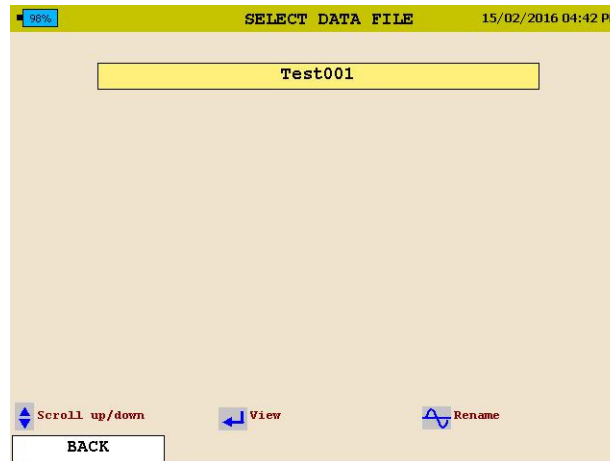 98%
SELECT DATA FILE
15/02/2016 04:42 P
Test001
Scroll up/down
View
Rename
BACK